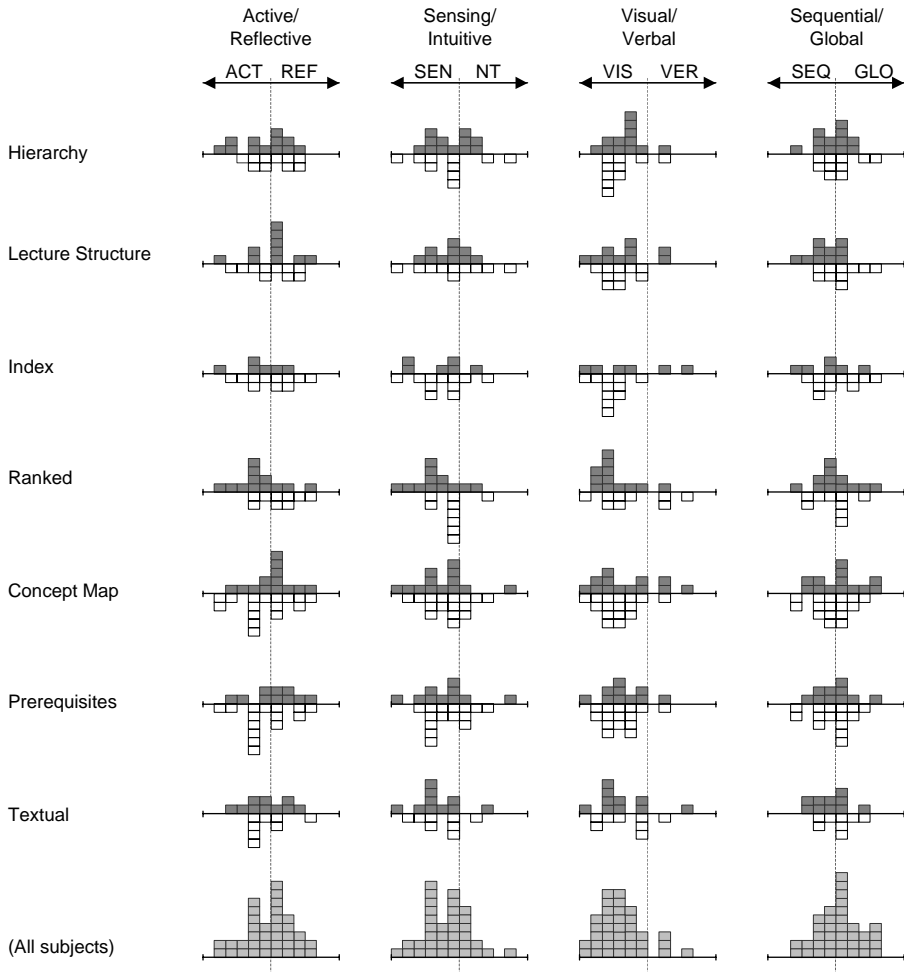 Active/ Sensing/ Visual/ Sequential/
Reflective Intuitive Verbal Global
ACT REF SEN NT VIS VER SEQ GLO
Hierarchy
Lecture Structure
Index
Ranked
Concept Map
Prerequisites
Textual
(All subjects)